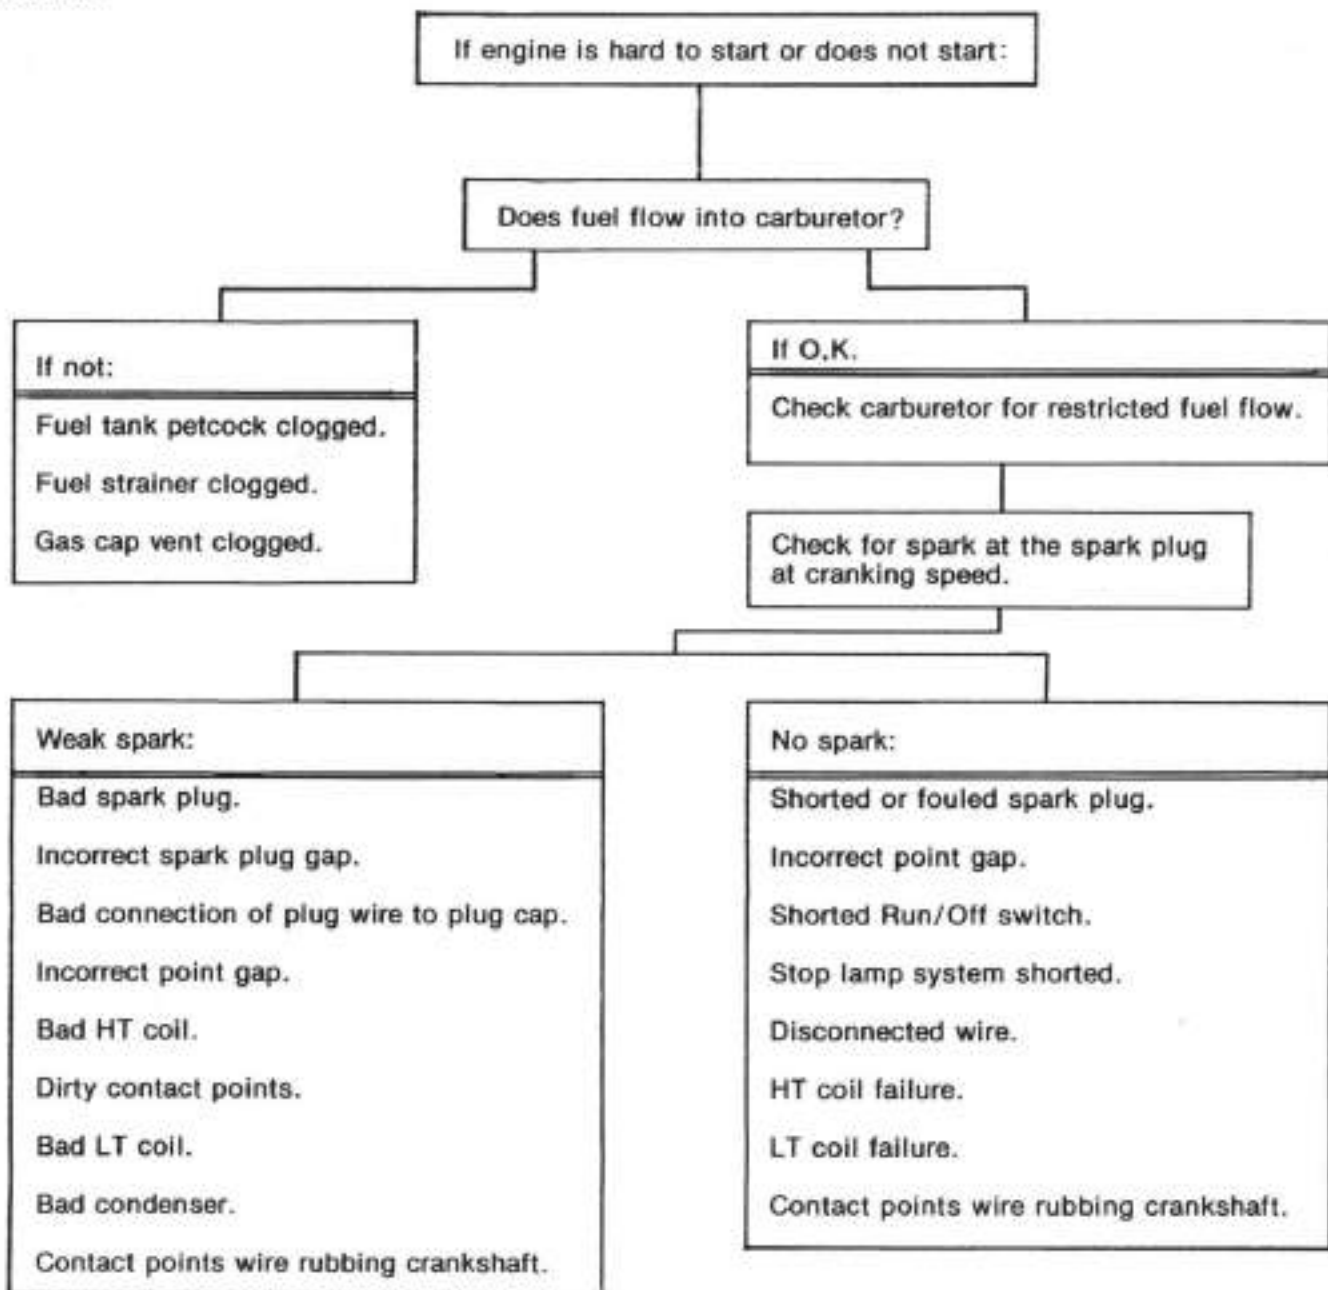 If engine is hard to start or does not start:
Does fuel flow into carburetor?
If not:
Fuel tank petcock clogged.
Fuel strainer clogged.
Gas cap vent clogged.
If O.K.
Check carburetor for restricted fuel flow.
Check for spark at the spark plug
at cranking speed.
Weak spark:
Bad spark plug.
Incorrect spark plug gap.
Bad connection of plug wire to plug cap.
Incorrect point gap.
Bad HT coil.
Dirty contact points.
Bad LT coil.
Bad condenser.
Contact points wire rubbing crankshaft.
No spark:
Shorted or fouled spark plug.
Incorrect point gap.
Shorted Run/Off switch.
Stop lamp system shorted.
Disconnected wire.
HT coil failure.
LT coil failure.
Contact points wire rubbing crankshaft.